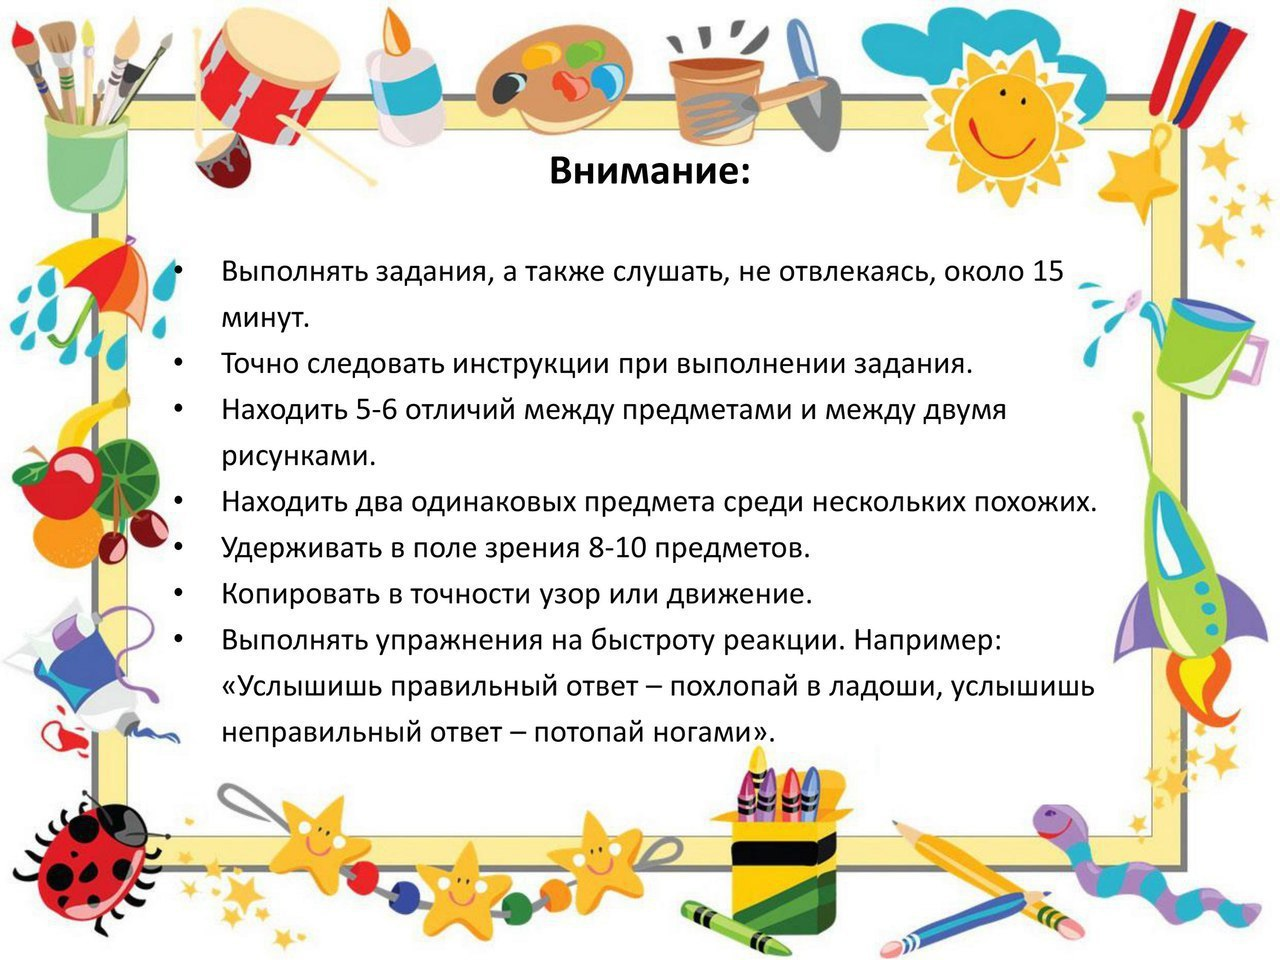 Внимание:
• Выполнять задания, а также слушать, не отвлекаясь, около 15
минут.
• Точно следовать инструкции при выполнении задания.
• Находить 5-6 отличий между предметами и между двумя
рисунками.
• Находить два одинаковых предмета среди нескольких похожих.
• Удерживать в поле зрения 8-10 предметов.
• Копировать в точности узор или движение.
• Выполнять упражнения на быстроту реакции. Например:
«Услышишь правильный ответ – похлопай в ладоши, услышишь
неправильный ответ – потопай ногами».